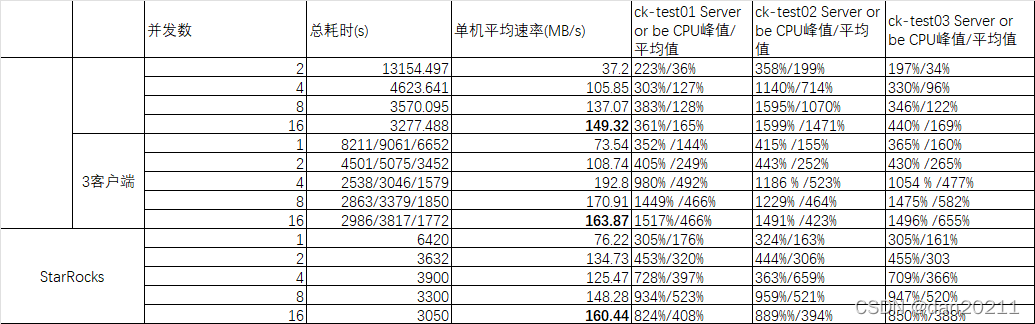 并发数 总耗时(s) 单机平均速率(MB/s) ck-test01 Server or be CPU峰值/平均值 ck-test02 Server or be CPU峰值/平均值 ck-test03 Server or be CPU峰值/平均值
2 13154.497 37.2 223%/36% 358%/199% 197%/34%
4 4623.641 105.85 303%/127% 1140%/714% 330%/96%
8 3570.095 137.07 383%/128% 1595%/1070% 346%/122%
16 3277.488 149.32 361%/165% 1599% /1471% 440% /169%
3客户端
1 8211/9061/6652 73.54 352% /144% 415% /155% 365% /160%
2 4501/5075/3452 108.74 405% /249% 443% /252% 430% /265%
4 2538/3046/1579 192.8 980% /492% 1186 % /523% 1054 % /477%
8 2863/3379/1850 170.91 1449% /466% 1229% /464% 1475% /582%
16 2986/3817/1772 163.87 1517%/466% 1491% /423% 1496% /655%
StarRocks
1 6420 76.22 305%/176% 324%/163% 305%/161%
2 3632 134.73 453%/320% 444%/306% 455%/303
4 3900 125.47 728%/397% 363%/659% 709%/366%
8 3300 148.28 934%/523% 959%/521% 947%/520%
16 3050 160.44 824%/408% 889%%/394% 850%%/388%
CSDN @daq20211